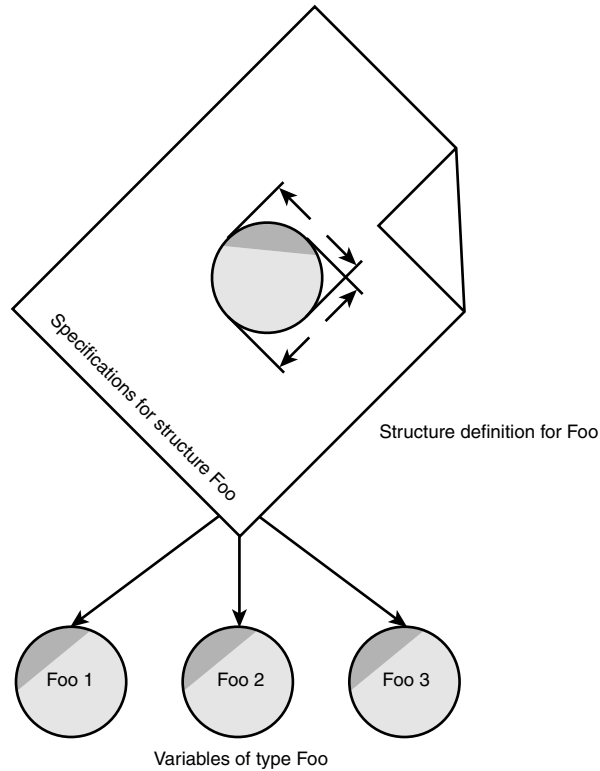 Specifications for structure Foo
Structure definition for Foo
Foo 1
Foo 2
Foo 3
Variables of type Foo